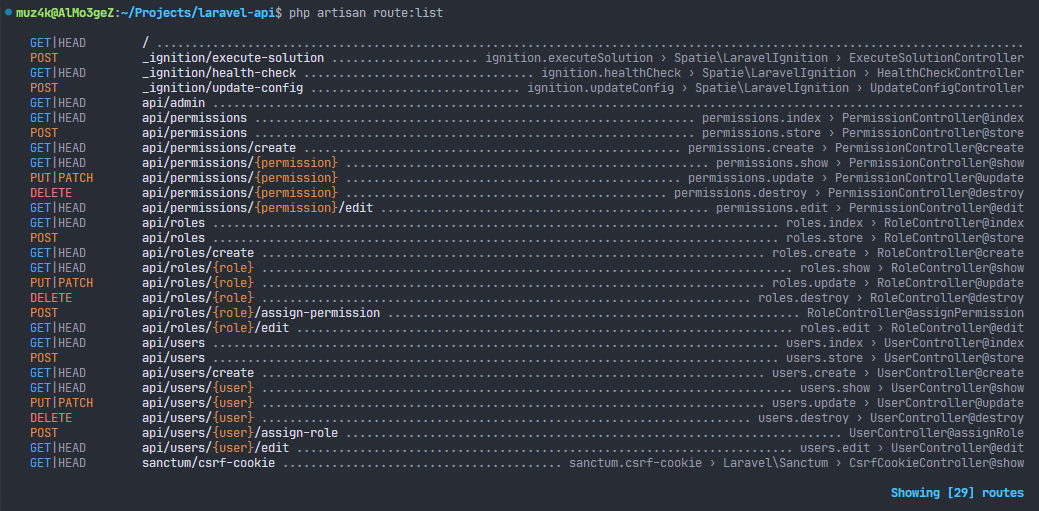 muz4k@AlMo3geZ:~/Projects/laravel-api$ php artisan route:list
GET|HEAD / ............................................................................................................................
POST _ignition/execute-solution ..................... ignition.executeSolution › Spatie\LaravelIgnition › ExecuteSolutionController
GET|HEAD _ignition/health-check ................................. ignition.healthCheck › Spatie\LaravelIgnition › HealthCheckController
POST _ignition/update-config ............................... ignition.updateConfig › Spatie\LaravelIgnition › UpdateConfigController
GET|HEAD api/admin ....................................................................................................................
GET|HEAD api/permissions ............................................................... permissions.index › PermissionController@index
POST api/permissions ............................................................... permissions.store › PermissionController@store
GET|HEAD api/permissions/create ...................................................... permissions.create › PermissionController@create
GET|HEAD api/permissions/{permission} .................................................... permissions.show › PermissionController@show
PUT|PATCH api/permissions/{permission} ................................................ permissions.update › PermissionController@update
DELETE api/permissions/{permission} .............................................. permissions.destroy › PermissionController@destroy
GET|HEAD api/permissions/{permission}/edit ............................................... permissions.edit › PermissionController@edit
GET|HEAD api/roles ................................................................................. roles.index › RoleController@index
POST api/roles ................................................................................. roles.store › RoleController@store
GET|HEAD api/roles/create ........................................................................ roles.create › RoleController@create
GET|HEAD api/roles/{role} ............................................................................ roles.show › RoleController@show
PUT|PATCH api/roles/{role} ........................................................................ roles.update › RoleController@update
DELETE api/roles/{role} ...................................................................... roles.destroy › RoleController@destroy
POST api/roles/{role}/assign-permission ........................................................... RoleController@assignPermission
GET|HEAD api/roles/{role}/edit ....................................................................... roles.edit › RoleController@edit
GET|HEAD api/users ................................................................................. users.index › UserController@index
POST api/users ................................................................................. users.store › UserController@store
GET|HEAD api/users/create ........................................................................ users.create › UserController@create
GET|HEAD api/users/{user} ............................................................................ users.show › UserController@show
PUT|PATCH api/users/{user} ........................................................................ users.update › UserController@update
DELETE api/users/{user} ...................................................................... users.destroy › UserController@destroy
POST api/users/{user}/assign-role ....................................................................... UserController@assignRole
GET|HEAD api/users/{user}/edit ....................................................................... users.edit › UserController@edit
GET|HEAD sanctum/csrf-cookie ........................................ sanctum.csrf-cookie › Laravel\Sanctum › CsrfCookieController@show
Showing [29] routes